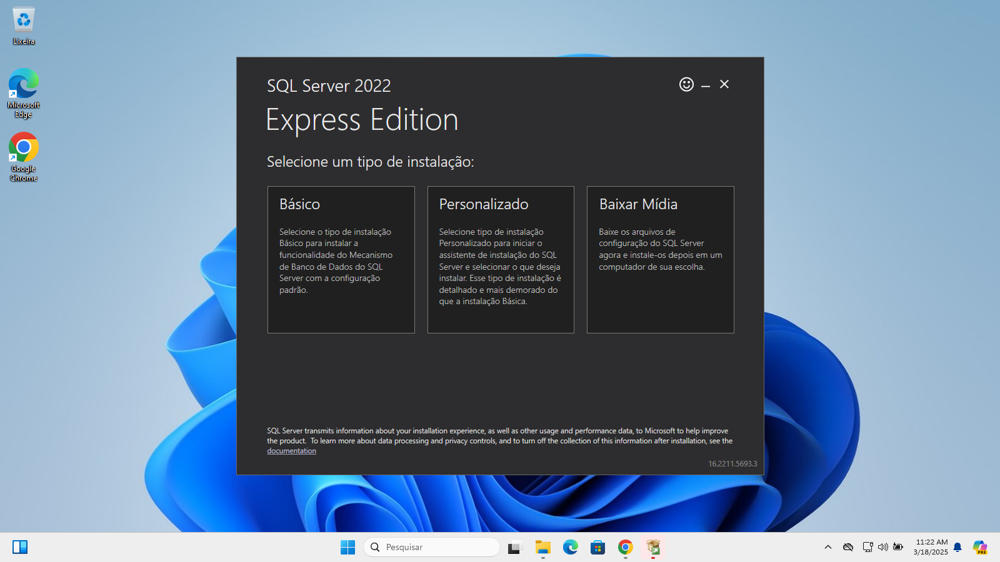 Lixeira
Microsoft
Edge
Google
Chrome
SQL Server 2022
Express Edition
Selecione um tipo de instalação:
Básico
Selecione o tipo de instalação
Básico para instalar a
funcionalidade do Mecanismo
de Banco de Dados do SQL
Server com a configuração
padrão.
Personalizado
Selecione tipo de instalação
Personalizado para iniciar o
assistente de instalação do SQL
Server e selecionar o que deseja
instalar. Esse tipo de instalação é
detalhado e mais demorado do
que a instalação Básica.
Baixar Mídia
Baixe os arquivos de
configuração do SQL Server
agora e instale-os depois em um
computador de sua escolha.
SQL Server transmits information about your installation experience, as well as other usage and performance data, to Microsoft to help improve
the product.  To learn more about data processing and privacy controls, and to turn off the collection of this information after installation, see the
documentation
16.2211.5693.3
Pesquisar
11:22 AM
3/18/2025
PRE